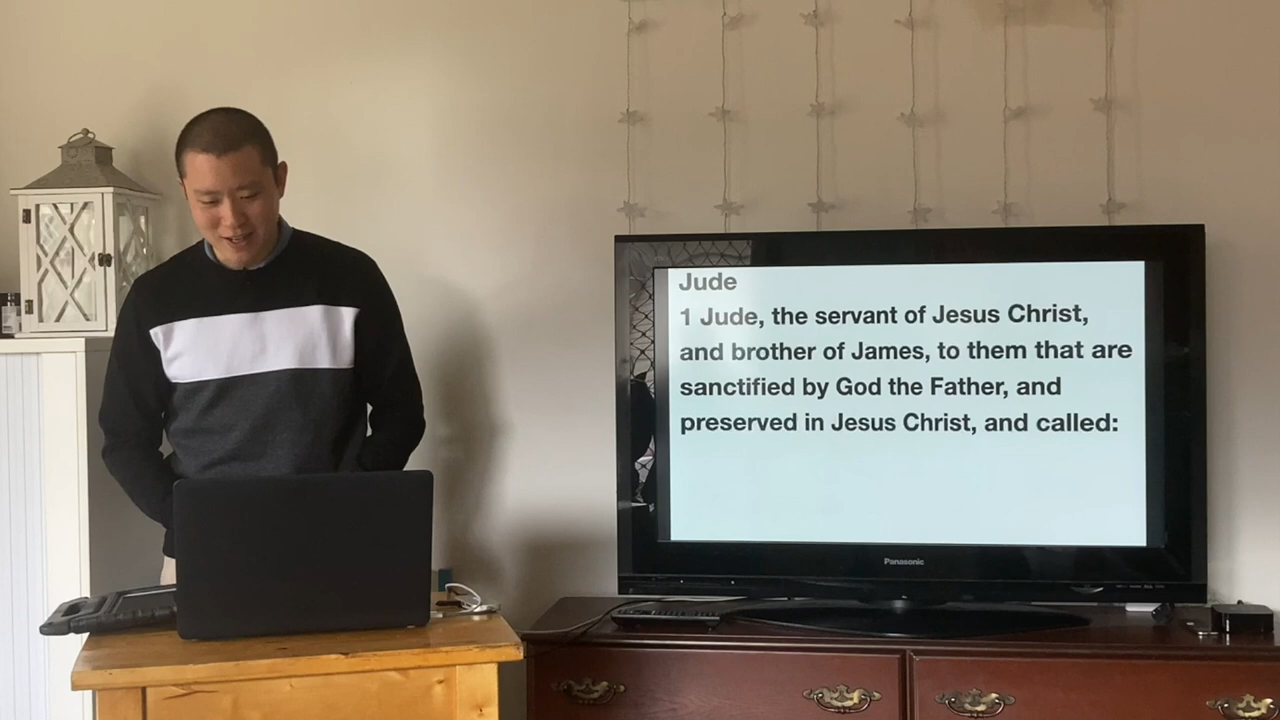 Jude
1 Jude, the servant of Jesus Christ,
and brother of James, to them that are
sanctified by God the Father, and
preserved in Jesus Christ, and called:
Panasonic